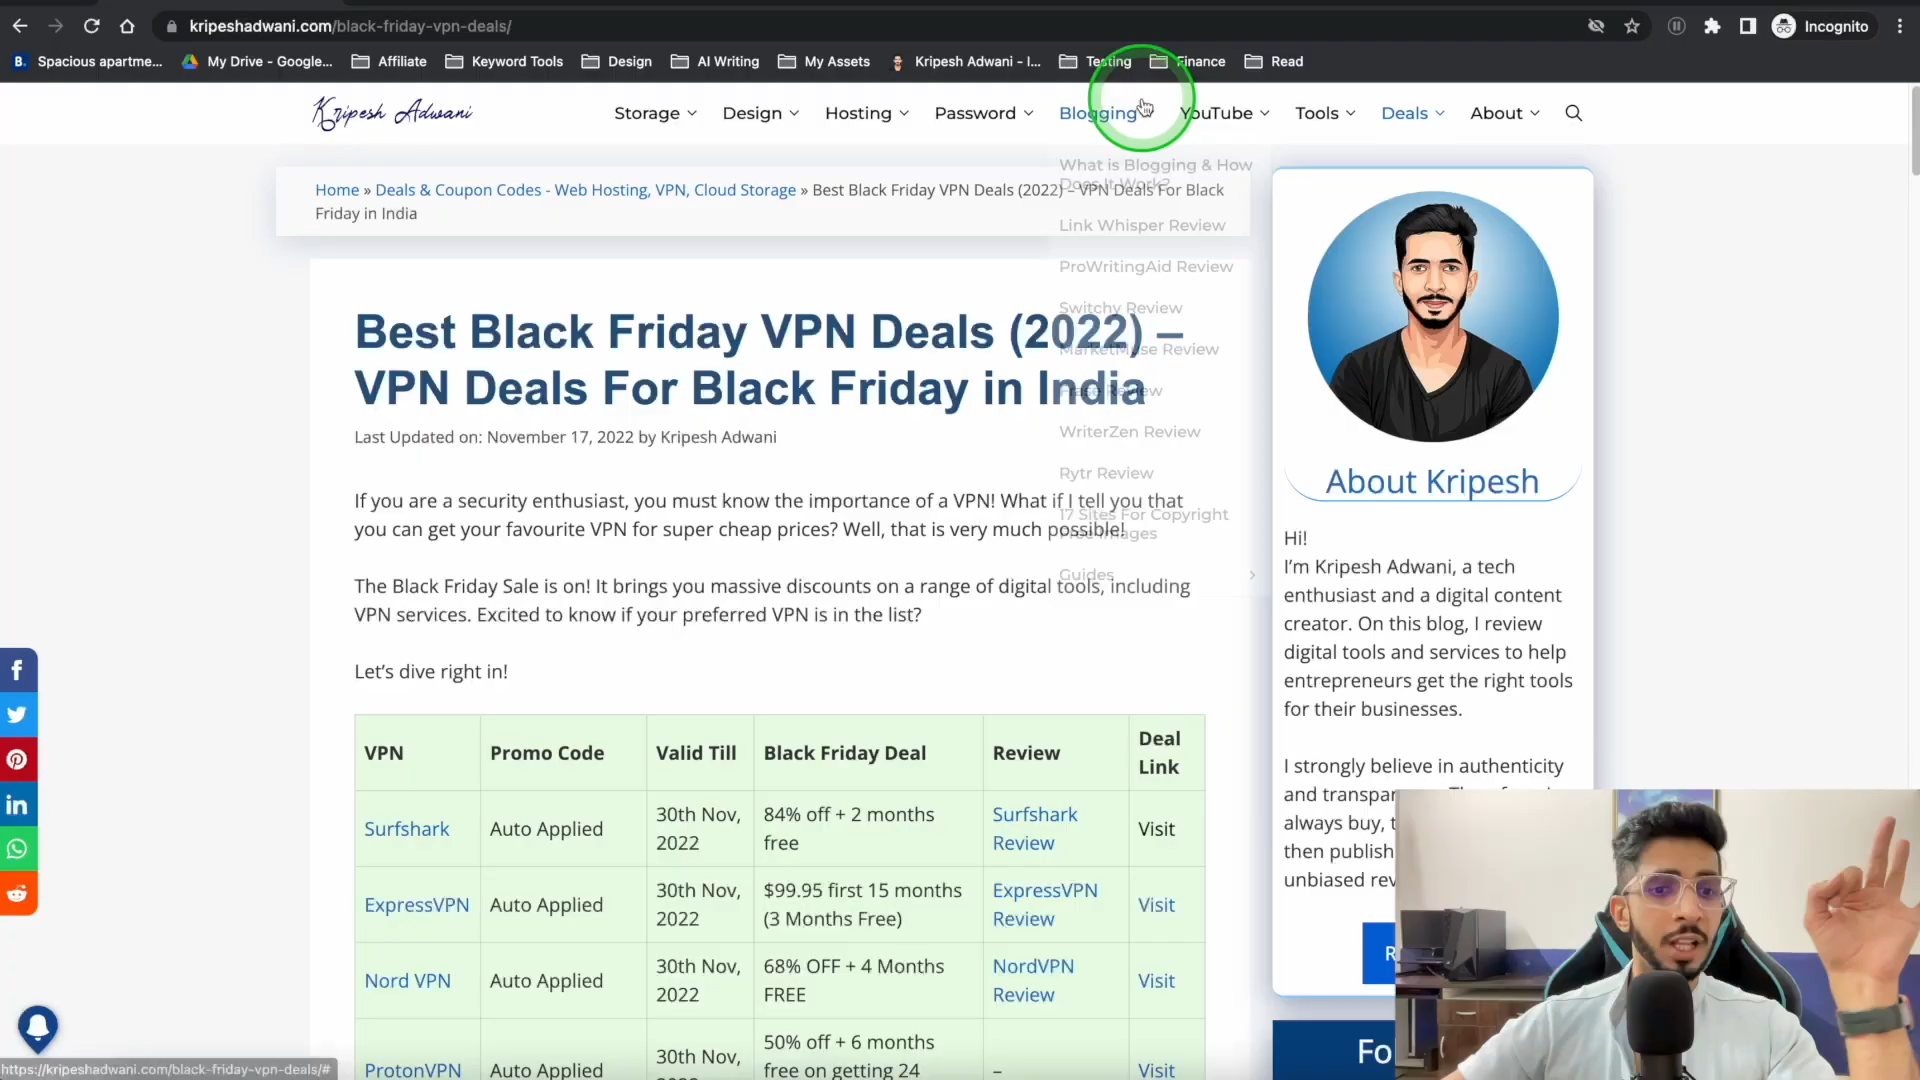 kripeshadwani.com/black-friday-vpn-deals/
Incognito
B. Spacious apartme... My Drive - Google... Affiliate Keyword Tools Design AI Writing My Assets Kripesh Adwani - I... Testing Finance Read
Kripesh Adwani
Storage Design Hosting Password Blogging YouTube Tools Deals About
What is Blogging & How
Does It Work?
Link Whisper Review
ProWritingAid Review
Switchy Review
MarketMuse Review
Frase Review
WriterZen Review
Rytr Review
17 Sites For Copyright
Free Images
Guides
Home » Deals & Coupon Codes - Web Hosting, VPN, Cloud Storage » Best Black Friday VPN Deals (2022) – VPN Deals For Black
Friday in India
Best Black Friday VPN Deals (2022) –
VPN Deals For Black Friday in India
Last Updated on: November 17, 2022 by Kripesh Adwani
If you are a security enthusiast, you must know the importance of a VPN! What if I tell you that
you can get your favourite VPN for super cheap prices? Well, that is very much possible!
The Black Friday Sale is on! It brings you massive discounts on a range of digital tools, including
VPN services. Excited to know if your preferred VPN is in the list?
Let's dive right in!
VPN Promo Code Valid Till Black Friday Deal Review Deal
Link
Surfshark Auto Applied 30th Nov,
2022 84% off + 2 months
free Surfshark
Review Visit
ExpressVPN Auto Applied 30th Nov,
2022 $99.95 first 15 months
(3 Months Free) ExpressVPN
Review Visit
Nord VPN Auto Applied 30th Nov,
2022 68% OFF + 4 Months
FREE NordVPN
Review Visit
ProtonVPN Auto Applied 30th Nov,
50% off + 6 months
free on getting 24 – Visit
About Kripesh
Hi!
I'm Kripesh Adwani, a tech
enthusiast and a digital content
creator. On this blog, I review
digital tools and services to help
entrepreneurs get the right tools
for their businesses.
I strongly believe in authenticity
and transpar
always buy, t
then publish
unbiased rev
R
Fo
https://kripeshadwani.com/black-friday-vpn-deals/#